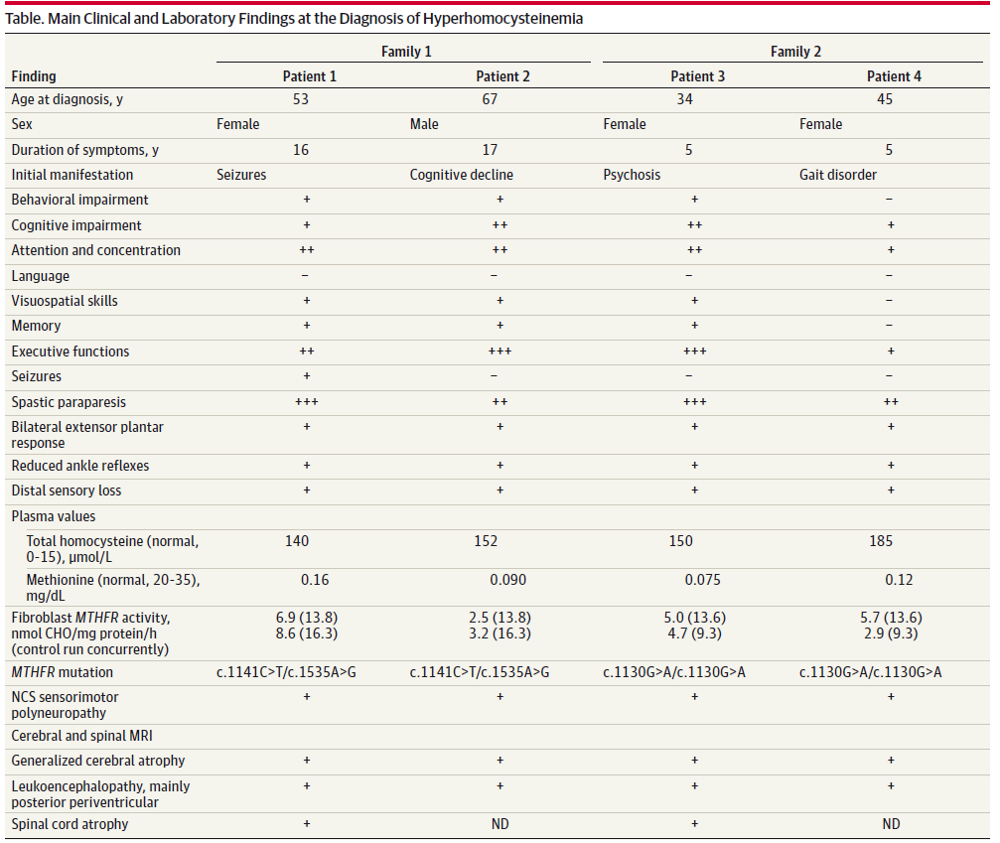 Table. Main Clinical and Laboratory Findings at the Diagnosis of Hyperhomocysteinemia
Family 1 Family 2
Finding Patient 1 Patient 2 Patient 3 Patient 4
Age at diagnosis, y 53 67 34 45
Sex Female Male Female Female
Duration of symptoms, y 16 17 5 5
Initial manifestation Seizures Cognitive decline Psychosis Gait disorder
Behavioral impairment + + + −
Cognitive impairment + ++ ++ +
Attention and concentration ++ ++ ++ +
Language − − − −
Visuospatial skills + + + −
Memory + + + −
Executive functions ++ +++ +++ +
Seizures + − − −
Spastic paraparesis +++ ++ +++ ++
Bilateral extensor plantar + + + +
response
Reduced ankle reflexes + + + +
Distal sensory loss + + + +
Plasma values
Total homocysteine (normal, 140 152 150 185
0-15), μmol/L
Methionine (normal, 20-35), 0.16 0.090 0.075 0.12
mg/dL
Fibroblast MTHFR activity, 6.9 (13.8) 2.5 (13.8) 5.0 (13.6) 5.7 (13.6)
nmol CHO/mg protein/h 8.6 (16.3) 3.2 (16.3) 4.7 (9.3) 2.9 (9.3)
(control run concurrently)
MTHFR mutation c.1141C>T/c.1535A>G c.1141C>T/c.1535A>G c.1130G>A/c.1130G>A c.1130G>A/c.1130G>A
NCS sensorimotor + + + +
polyneuropathy
Cerebral and spinal MRI
Generalized cerebral atrophy + + + +
Leukoencephalopathy, mainly + + + +
posterior periventricular
Spinal cord atrophy + ND + ND